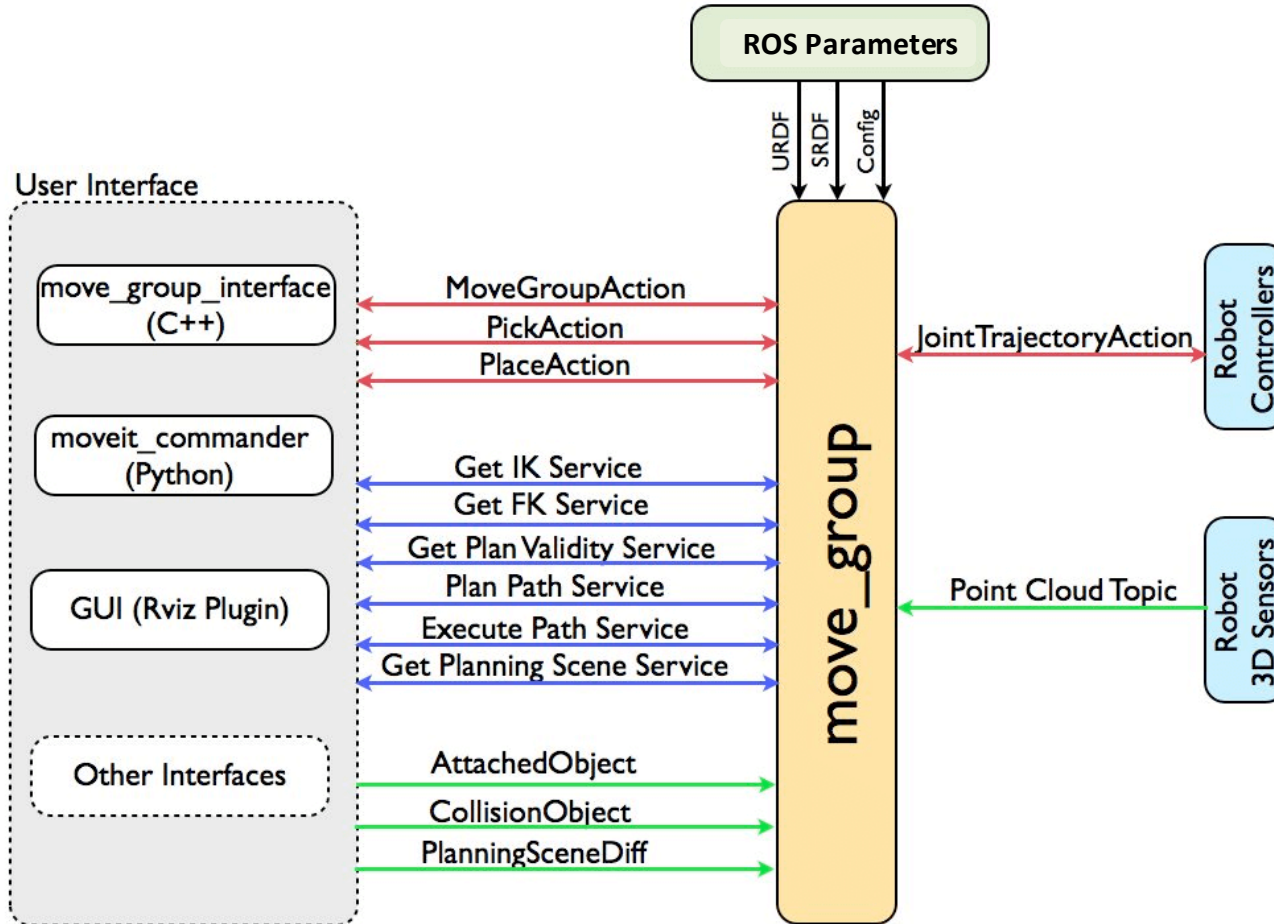 ROS Parameters
URDF
SRDF
Config
User Interface
move_group_interface
(C++)
moveit_commander
(Python)
GUI (Rviz Plugin)
Other Interfaces
MoveGroupAction
PickAction
PlaceAction
Get IK Service
Get FK Service
Get Plan Validity Service
Plan Path Service
Execute Path Service
Get Planning Scene Service
AttachedObject
CollisionObject
PlanningSceneDiff
move_group
JointTrajectoryAction
Point Cloud Topic
Robot
Controllers
Robot
3D Sensors